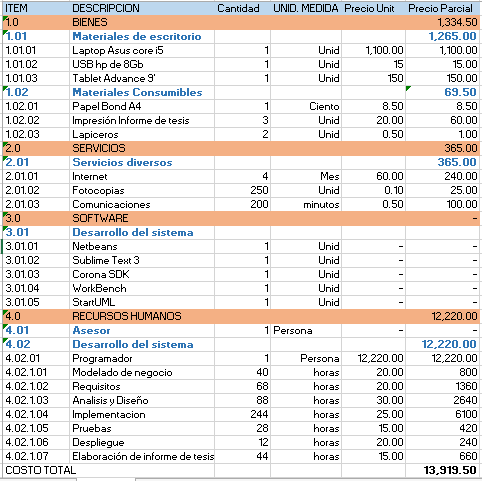 ITEM DESCRIPCION Cantidad UNID. MEDIDA Precio Unit Precio Parcial
1.0 BIENES 1,334.50
1.01 Materiales de escritorio 1,265.00
1.01.01 Laptop Asus core i5 1 Unid 1,100.00 1,100.00
1.01.02 USB hp de 8Gb 1 Unid 15 15.00
1.01.03 Tablet Advance 9' 1 Unid 150 150.00
1.02 Materiales Consumibles 69.50
1.02.01 Papel Bond A4 1 Ciento 8.50 8.50
1.02.02 Impresión Informe de tesis 3 Unid 20.00 60.00
1.02.03 Lapiceros 2 Unid 0.50 1.00
2.0 SERVICIOS 365.00
2.01 Servicios diversos 365.00
2.01.01 Internet 4 Mes 60.00 240.00
2.01.02 Fotocopias 250 Unid 0.10 25.00
2.01.03 Comunicaciones 200 minutos 0.50 100.00
3.0 SOFTWARE -
3.01 Desarrollo del sistema
3.01.01 Netbeans 1 Unid - -
3.01.02 Sublime Text 3 1 Unid - -
3.01.03 Corona SDK 1 Unid - -
3.01.04 WorkBench 1 Unid - -
3.01.05 StartUML 1 Unid - -
4.0 RECURSOS HUMANOS 12,220.00
4.01 Asesor 1 Persona - -
4.02 Desarrollo del sistema 12,220.00
4.02.01 Programador 1 Persona 12,220.00 12,220.00
4.02.1.01 Modelado de negocio 40 horas 20.00 800
4.02.1.02 Requisitos 68 horas 20.00 1360
4.02.1.03 Analisis y Diseño 88 horas 30.00 2640
4.02.1.04 Implementacion 244 horas 25.00 6100
4.02.1.05 Pruebas 28 horas 15.00 420
4.02.1.06 Despliegue 12 horas 20.00 240
4.02.1.07 Elaboración de informe de tesis 44 horas 15.00 660
COSTO TOTAL 13,919.50